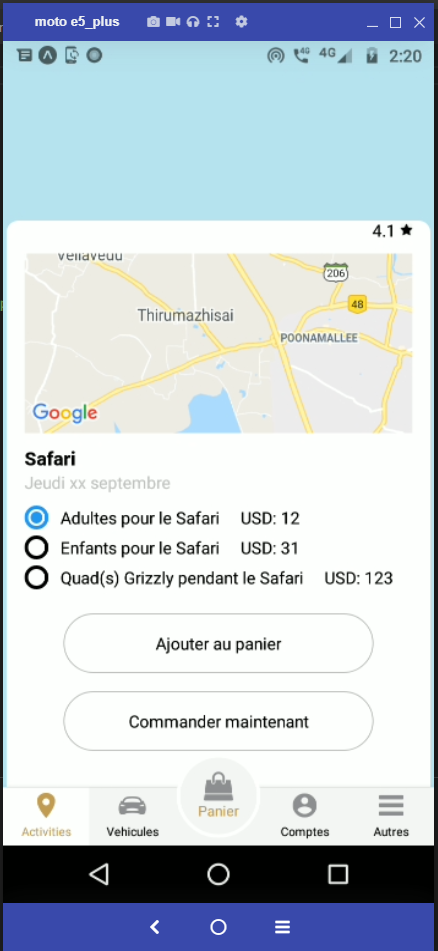 moto e5_plus
4G
4G
2:20
4.1
Vellavedu
206
48
Thirumazhisai
POONAMALLEE
Google
Safari
Jeudi xx septembre
Adultes pour le Safari USD: 12
Enfants pour le Safari USD: 31
Quad(s) Grizzly pendant le Safari USD: 123
Ajouter au panier
Commander maintenant
Activities
Vehicules
Panier
Comptes
Autres